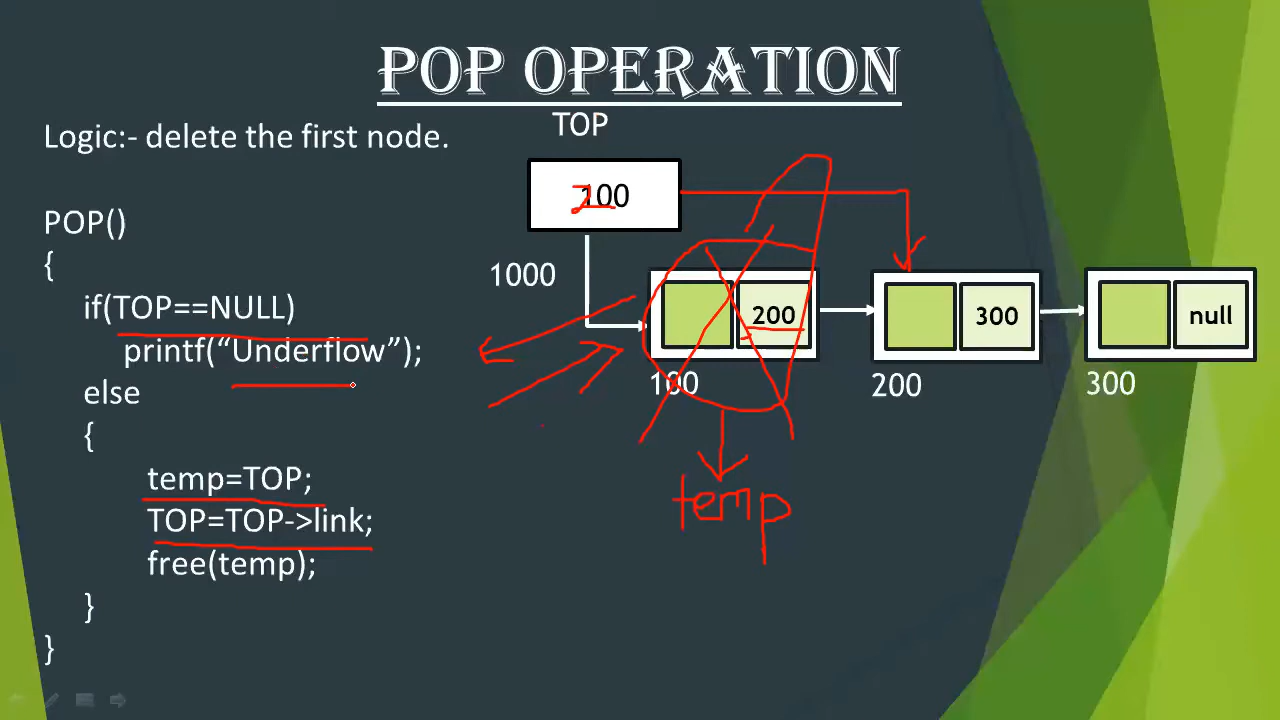 POP OPERATION
Logic:- delete the first node.
POP()
{
if(TOP==NULL)
printf(“Underflow”);
else
{
temp=TOP;
TOP=TOP->link;
free(temp);
}
}
TOP
2100
1000
200
100
300
200
null
300
temp